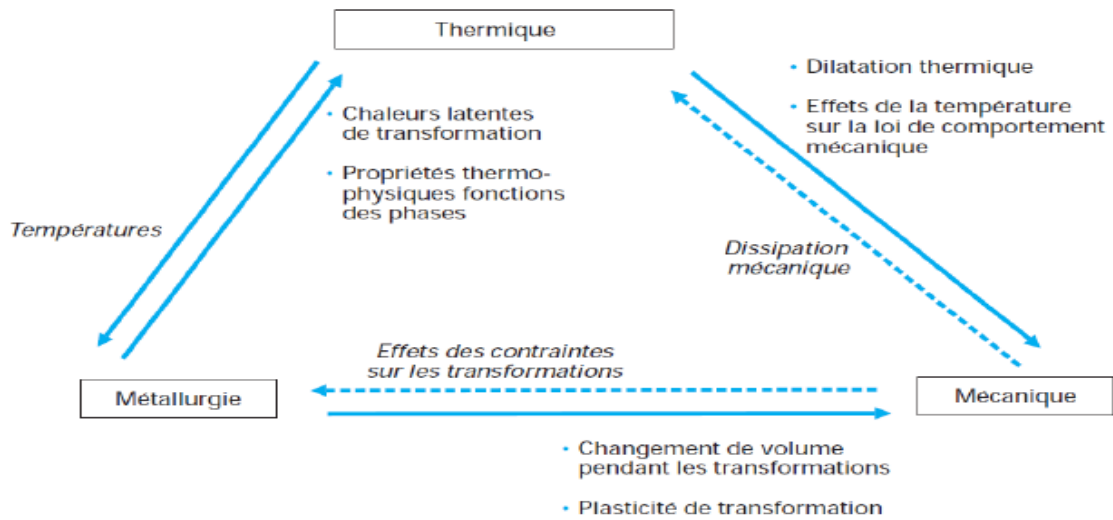 Thermique
• Dilatation thermique
• Effets de la température
sur la loi de comportement
mécanique
• Chaleurs latentes
de transformation
• Propriétés thermo-
physiques fonctions
des phases
Températures
Dissipation
mécanique
Effets des contraintes
sur les transformations
Métallurgie
Mécanique
• Changement de volume
pendant les transformations
• Plasticité de transformation